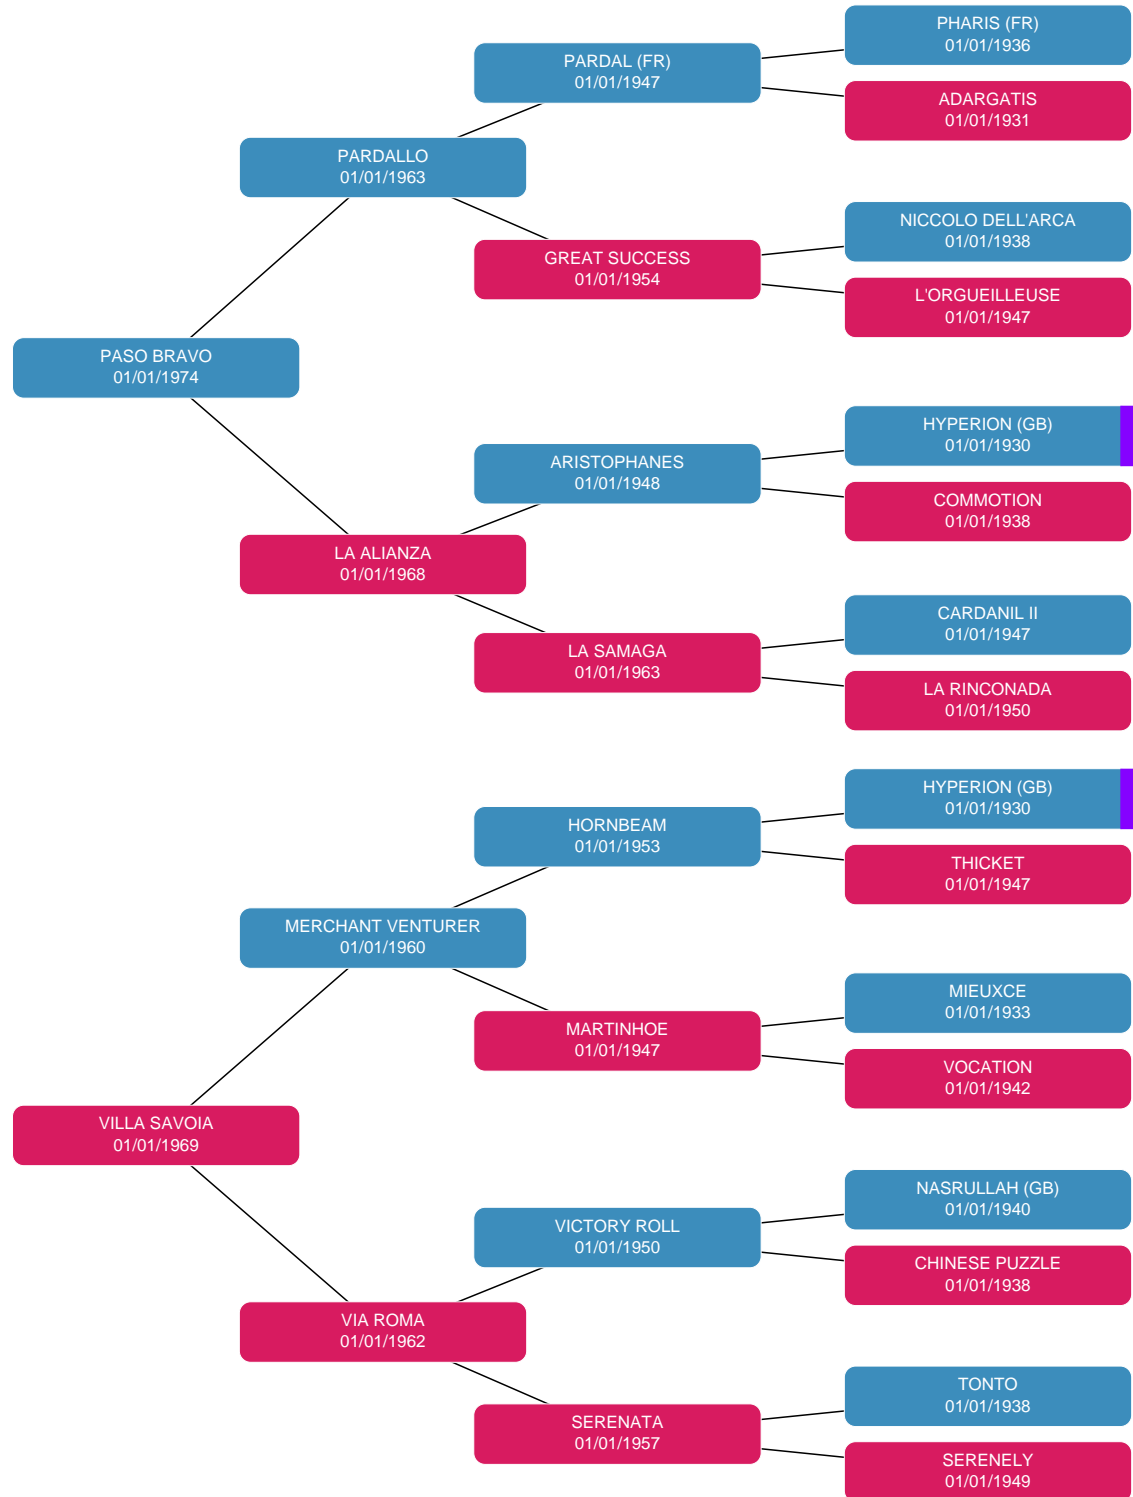 PHARIS (FR)
01/01/1936
PARDAL (FR)
01/01/1947
ADARGATIS
01/01/1931
PARDALLO
01/01/1963
NICCOLO DELL'ARCA
01/01/1938
GREAT SUCCESS
01/01/1954
L'ORGUEILLEUSE
01/01/1947
PASO BRAVO
01/01/1974
HYPERION (GB)
01/01/1930
ARISTOPHANES
01/01/1948
COMMOTION
01/01/1938
LA ALIANZA
01/01/1968
CARDANIL II
01/01/1947
LA SAMAGA
01/01/1963
LA RINCONADA
01/01/1950
HYPERION (GB)
01/01/1930
HORNBEAM
01/01/1953
THICKET
01/01/1947
MERCHANT VENTURER
01/01/1960
MIEUXCE
01/01/1933
MARTINHOE
01/01/1947
VOCATION
01/01/1942
VILLA SAVOIA
01/01/1969
NASRULLAH (GB)
01/01/1940
VICTORY ROLL
01/01/1950
CHINESE PUZZLE
01/01/1938
VIA ROMA
01/01/1962
TONTO
01/01/1938
SERENATA
01/01/1957
SERENELY
01/01/1949